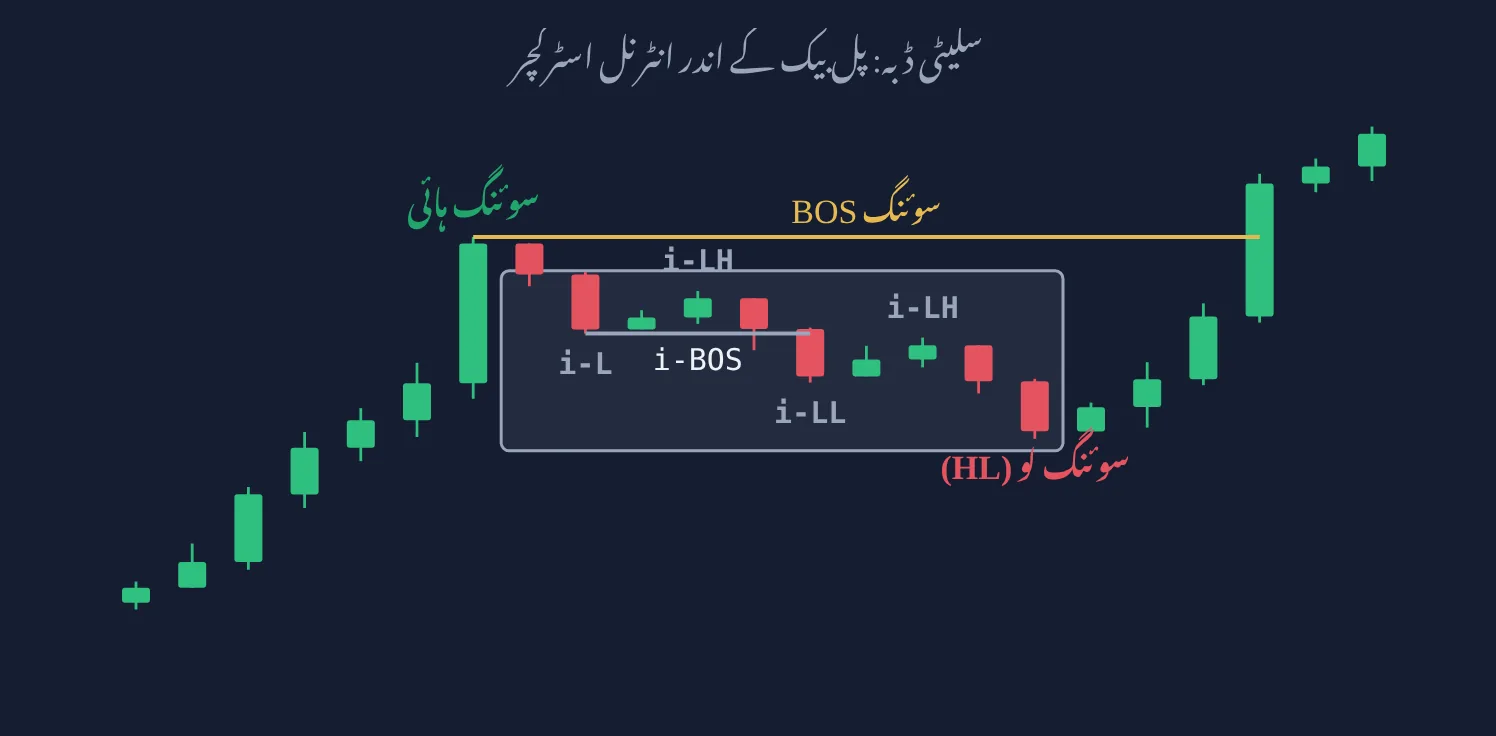 سلیٹی ڈبہ: پل بیک کے اندر انٹرنل اسٹرکچر
سوئنگ ہائی
سوئنگ BOS
i-LH
i-LH
i-L
i-BOS
i-LL
سوئنگ لو (HL)